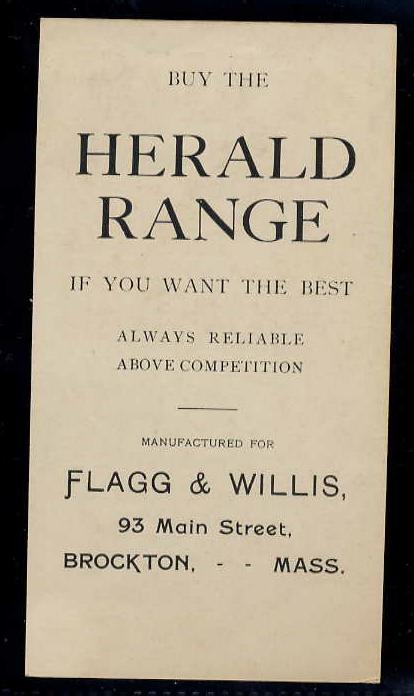 BUY THE
HERALD
RANGE
IF YOU WANT THE BEST
ALWAYS RELIABLE
ABOVE COMPETITION
MANUFACTURED FOR
FLAGG & WILLIS,
93 Main Street,
BROCKTON, - - MASS.